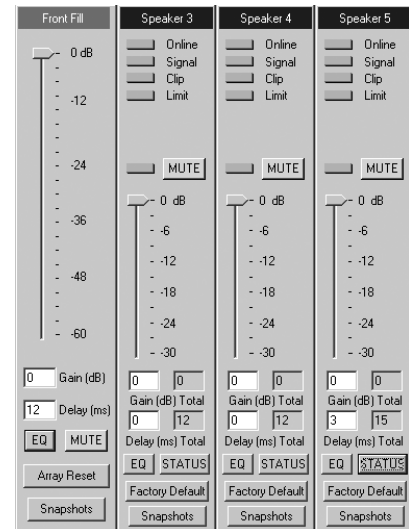 Front Fill
0 dB
-12
-24
-36
-48
-60
0 Gain (dB)
12 Delay (ms)
EQ MUTE
Array Reset
Snapshots
Speaker 3
Online
Signal
Clip
Limit
MUTE
0 dB
-6
-12
-18
-24
-30
0 0
Gain (dB) Total
0 12
Delay (ms) Total
EQ STATUS
Factory Default
Snapshots
Speaker 4
Online
Signal
Clip
Limit
MUTE
0 dB
-6
-12
-18
-24
-30
0 0
Gain (dB) Total
0 12
Delay (ms) Total
EQ STATUS
Factory Default
Snapshots
Speaker 5
Online
Signal
Clip
Limit
MUTE
0 dB
-6
-12
-18
-24
-30
0 0
Gain (dB) Total
3 15
Delay (ms) Total
EQ STATUS
Factory Default
Snapshots